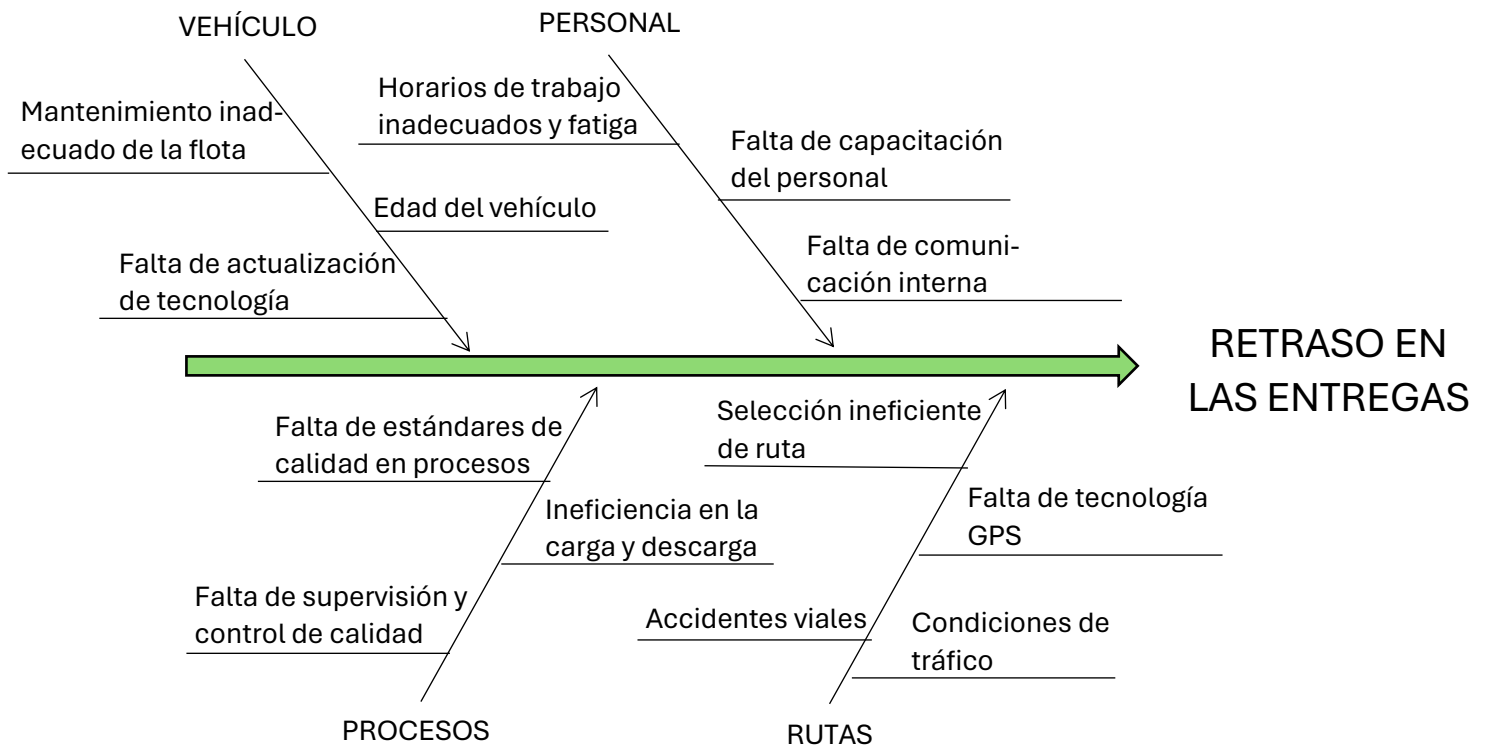 VEHÍCULO
PERSONAL
Mantenimiento inad-
ecuado de la flota
Horarios de trabajo
inadecuados y fatiga
Falta de capacitación
del personal
Edad del vehículo
Falta de actualización
de tecnología
Falta de comuni-
cación interna
RETRASO EN
LAS ENTREGAS
Falta de estándares de
calidad en procesos
Selección ineficiente
de ruta
Ineficiencia en la
carga y descarga
Falta de tecnología
GPS
Falta de supervisión y
control de calidad
Accidentes viales
Condiciones de
tráfico
PROCESOS
RUTAS